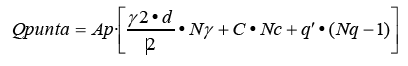 Qpunta = Ap·[γ2•d/|2 •Nγ + C•Nc + q'•(Nq −1)]